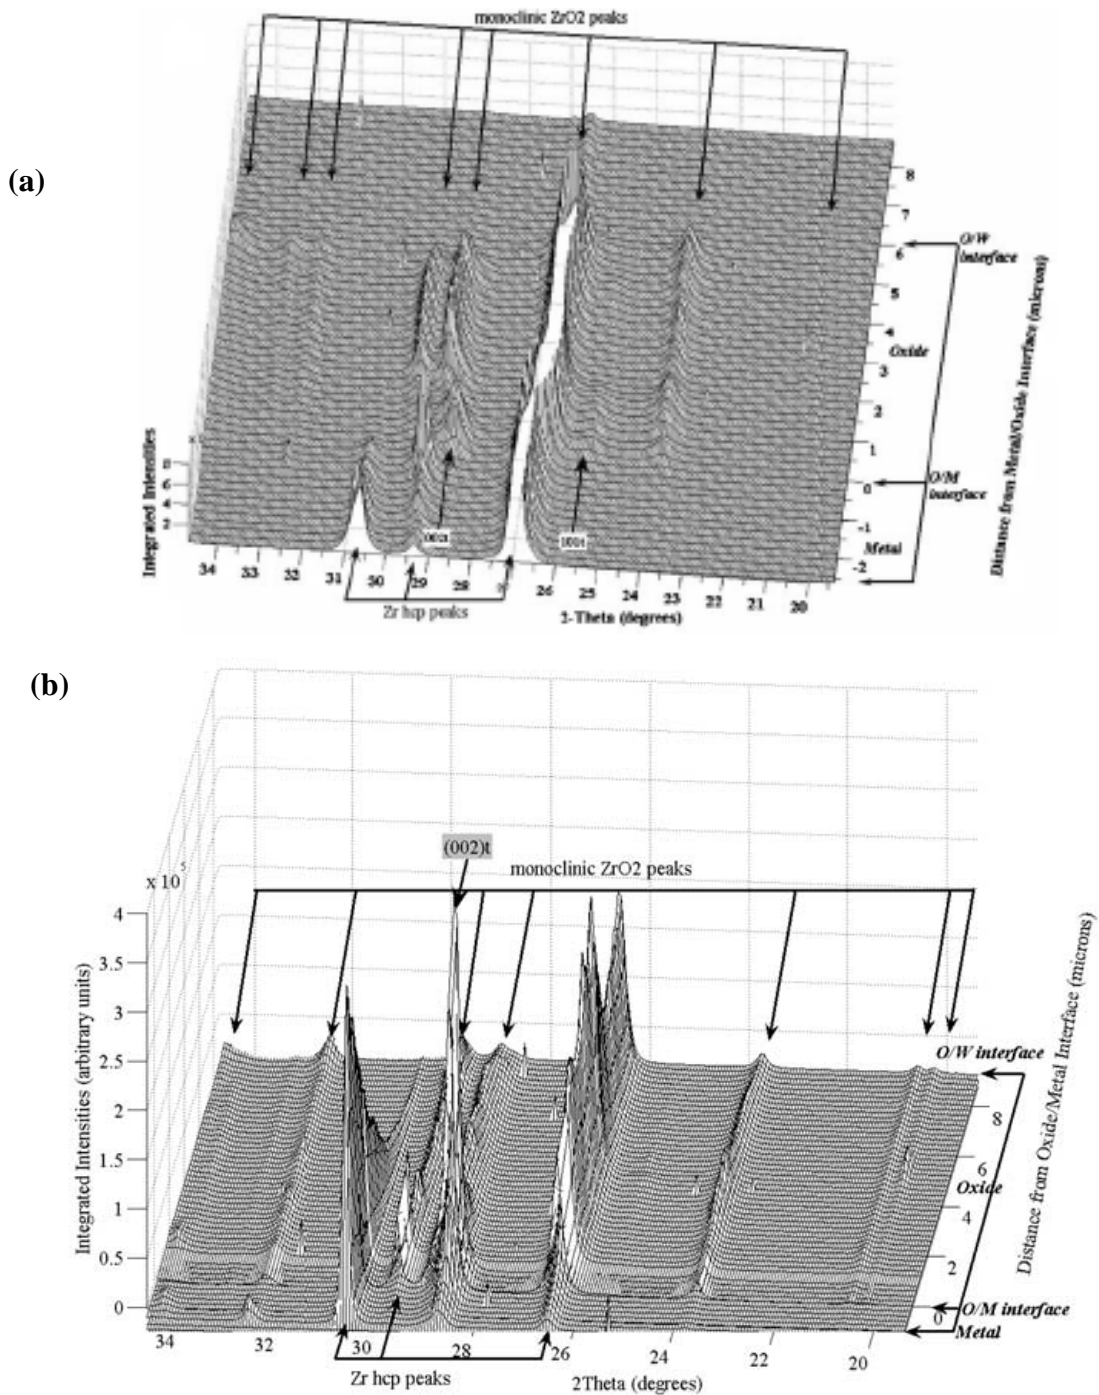 (a)
monoclinic ZrO2 peaks
8
7
O/W
interface
6
5
4
Oxide
3
2
1
0
O/M
interface
-1
Metal
-2
Distance from Metal/Oxide Interface (microns)
Integrated Intensities
8
6
4
2
002t
101t
34
33
32
31
30
29
28
26
25
24
23
22
21
20
Zr hcp peaks
2-Theta (degrees)
(b)
(002)t
monoclinic ZrO2 peaks
x 10
5
4
3.5
3
2.5
2
1.5
1
0.5
0
Integrated Intensities (arbitrary units)
O/W interface
8
6
Oxide
4
2
0
O/M interface
Metal
Distance from Oxide/Metal Interface (microns)
34
32
30
28
26
24
22
20
Zr hcp peaks
2Theta (degrees)